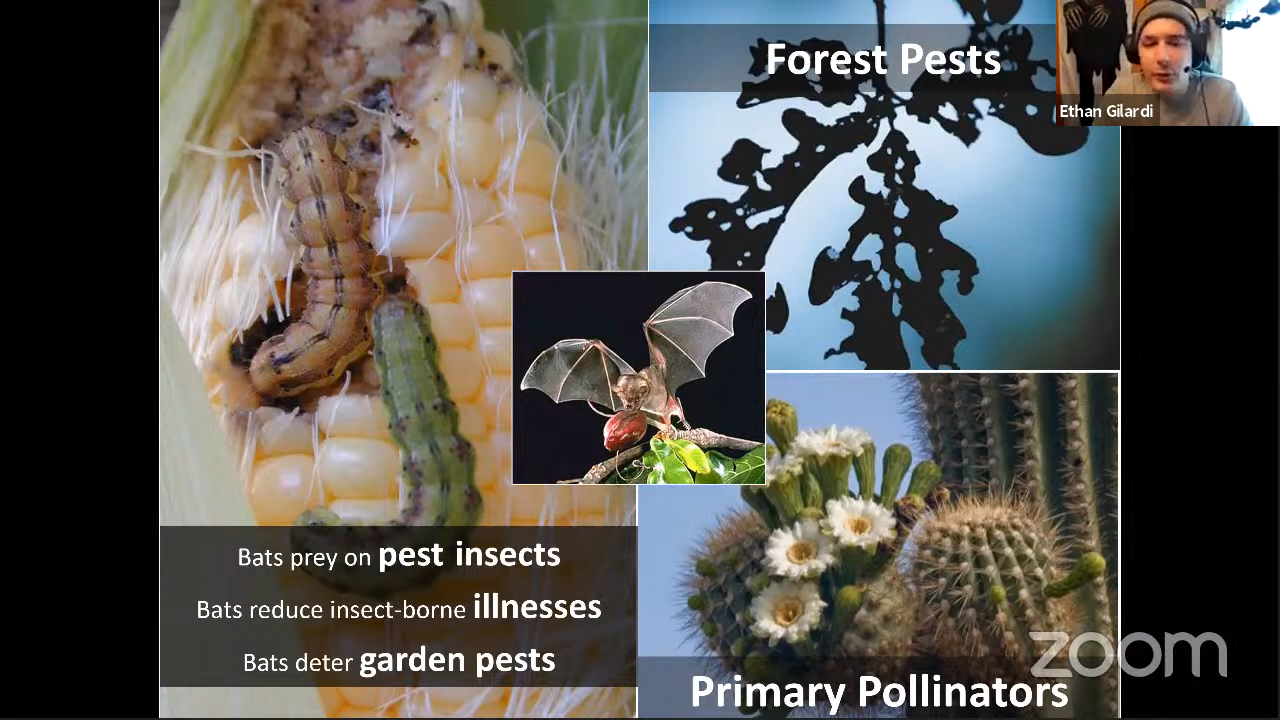 Forest Pests
Ethan Gilardi
Bats prey on pest insects
Bats reduce insect-borne illnesses
Bats deter garden pests
Primary Pollinators
zoom